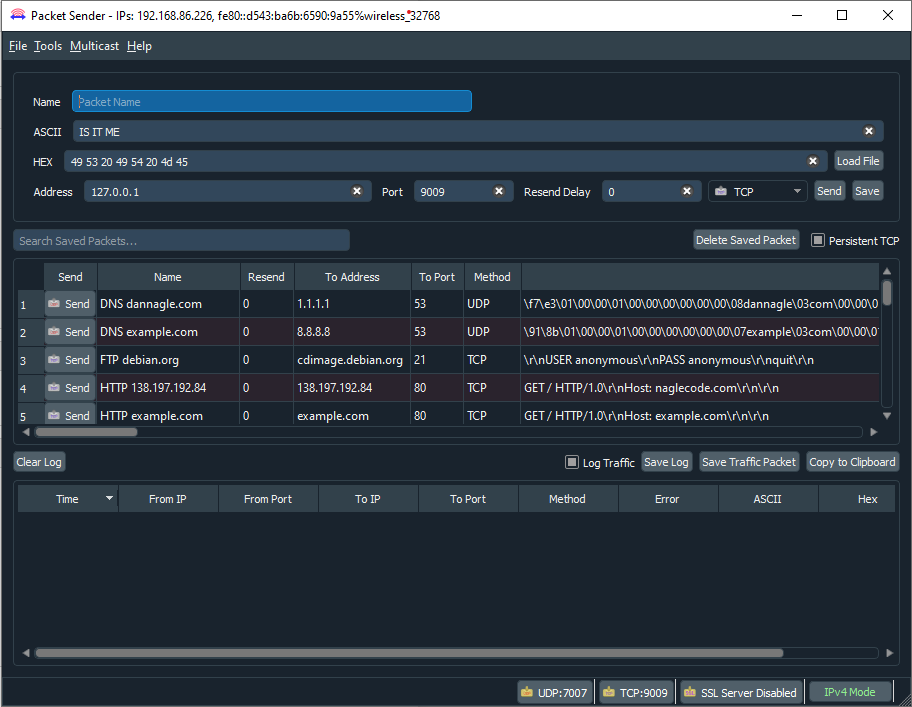 Packet Sender - IPs: 192.168.86.226, fe80::d543:ba6b:6590:9a55%wireless_32768
File Tools Multicast Help
Name Packet Name
ASCII IS IT ME
HEX 49 53 20 49 54 20 4d 45 Load File
Address 127.0.0.1 Port 9009 Resend Delay 0 TCP Send Save
Search Saved Packets... Delete Saved Packet Persistent TCP
Send Name Resend To Address To Port Method
1 Send DNS dannagle.com 0 1.1.1.1 53 UDP \f7\e3\01\00\00\01\00\00\00\00\00\00\08dannagle\03com\00\00\0
2 Send DNS example.com 0 8.8.8.8 53 UDP \91\8b\01\00\00\01\00\00\00\00\00\00\07example\03com\00\00\0
3 Send FTP debian.org 0 cdimage.debian.org 21 TCP \r\nUSER anonymous\r\nPASS anonymous\r\nquit\r\n
4 Send HTTP 138.197.192.84 0 138.197.192.84 80 TCP GET / HTTP/1.0\r\nHost: naglecode.com\r\n\r\n
5 Send HTTP example.com 0 example.com 80 TCP GET / HTTP/1.0\r\nHost: example.com\r\n\r\n
Clear Log Log Traffic Save Log Save Traffic Packet Copy to Clipboard
Time From IP From Port To IP To Port Method Error ASCII Hex
UDP:7007 TCP:9009 SSL Server Disabled IPv4 Mode